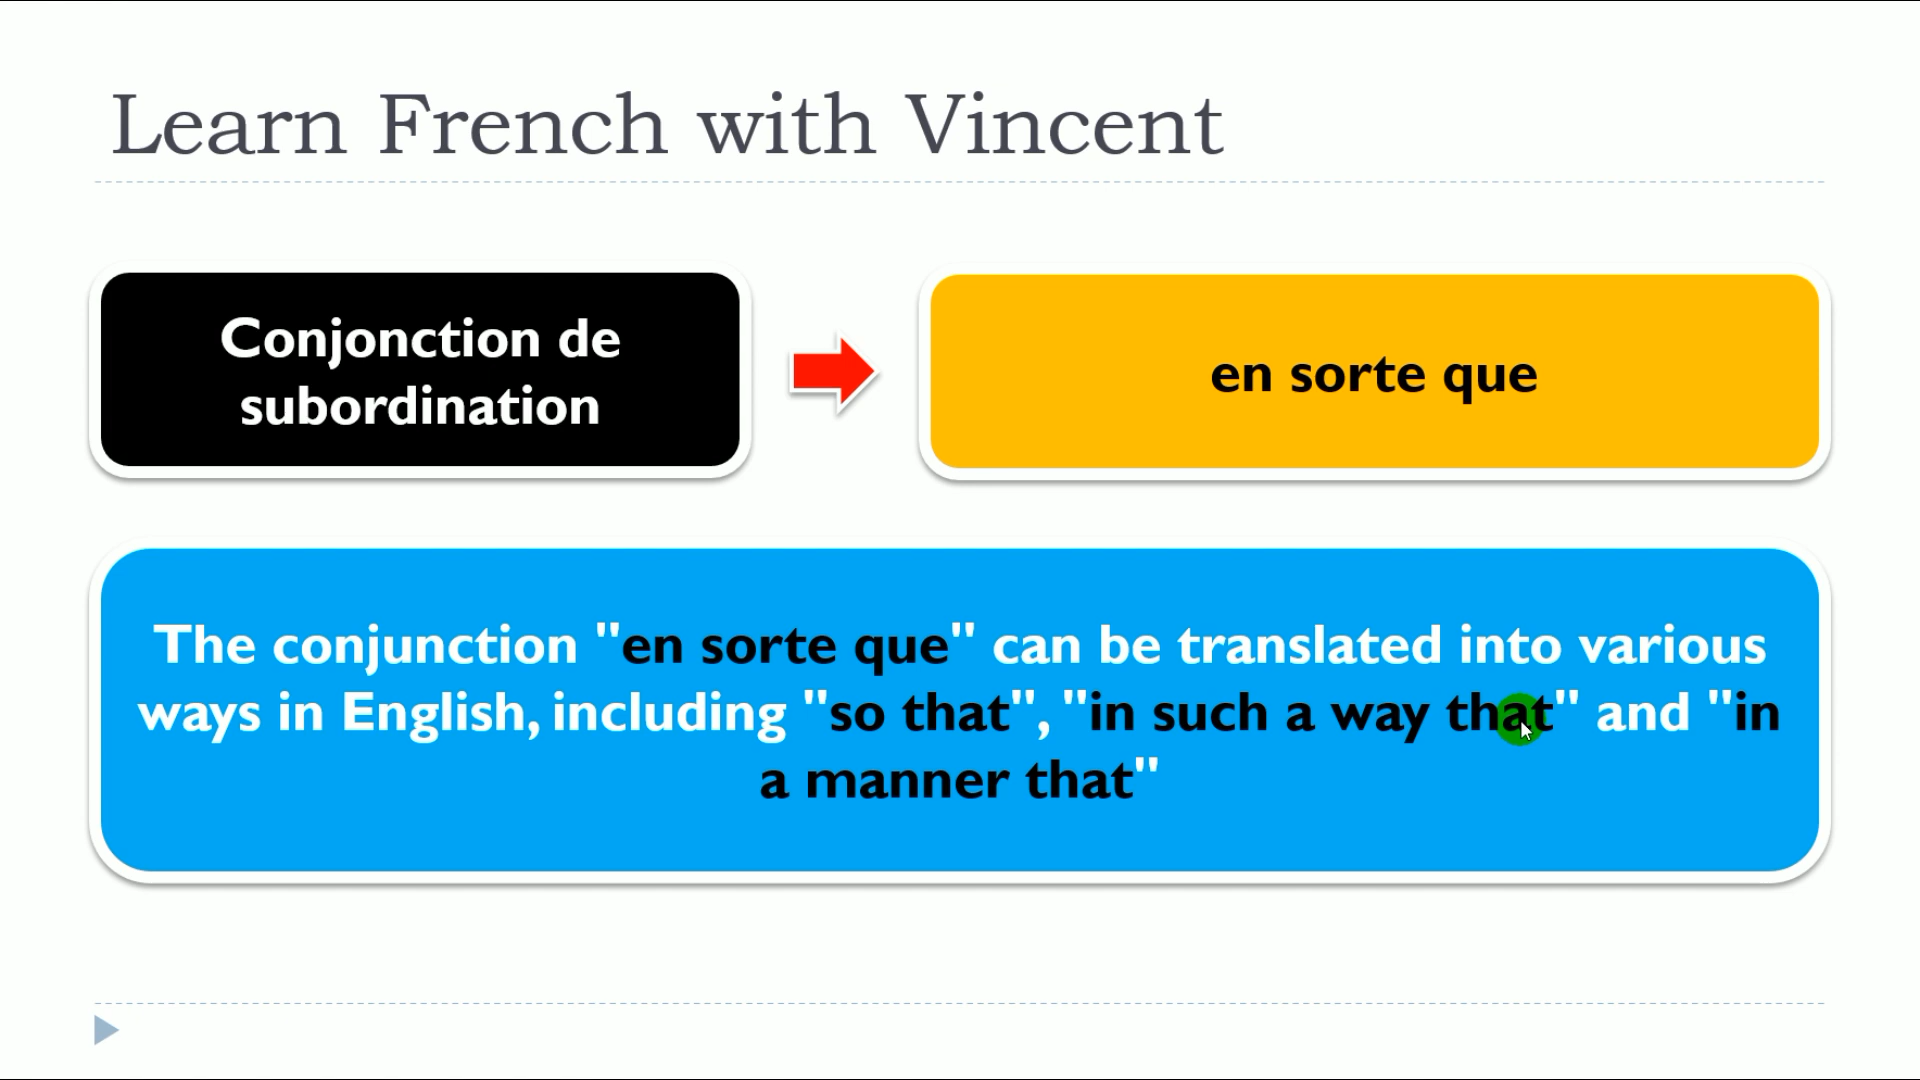 Learn French with Vincent
Conjonction de
subordination
en sorte que
The conjunction "en sorte que" can be translated into various
ways in English, including "so that", "in such a way that" and "in
a manner that"